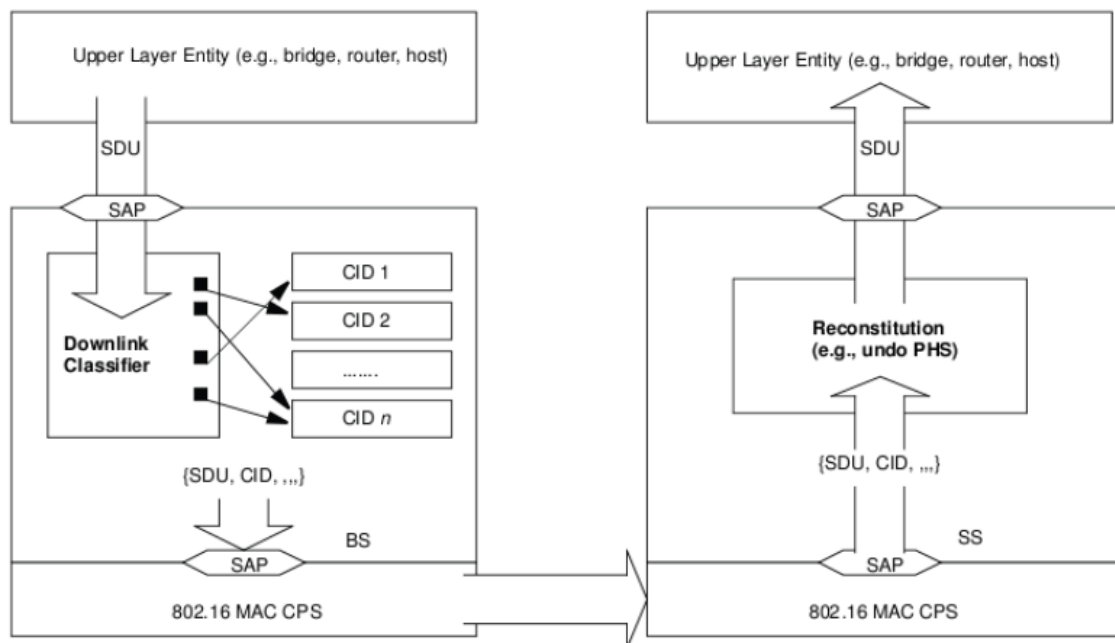 Upper Layer Entity (e.g., bridge, router, host)
SDU
SAP
Downlink
Classifier
CID 1
CID 2
.......
CID n
{SDU, CID, ,,,}
BS
SAP
802.16 MAC CPS
Upper Layer Entity (e.g., bridge, router, host)
SDU
SAP
Reconstitution
(e.g., undo PHS)
{SDU, CID, ,,,}
SS
SAP
802.16 MAC CPS